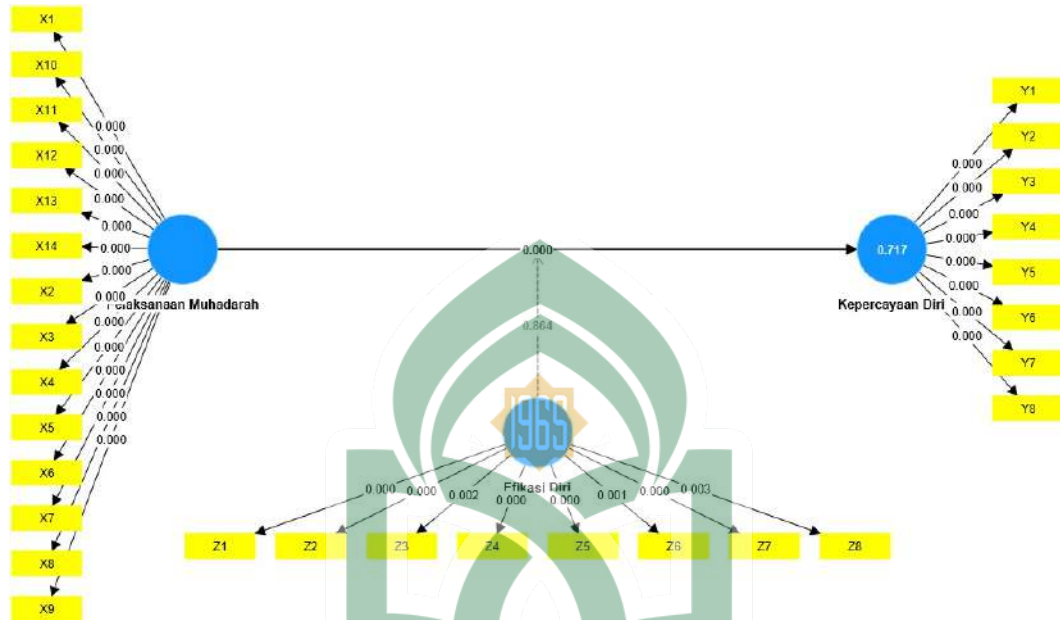 X1
X10
X11
X12
X13
X14
X2
X3
X4
X5
X6
X7
X8
X9
0.000
0.000
0.000
0.000
0.000
0.000
0.000
0.000
0.000
0.000
0.000
0.000
0.000
0.000
Pelaksanaan Muhadarah
0.000
0.864
1969
Efikasi Diri
0.000
0.000
0.002
0.000
0.000
0.001
0.000
0.003
Z1
Z2
Z3
Z4
Z5
Z6
Z7
Z8
0.717
Kepercayaan Diri
0.000
0.000
0.000
0.000
0.000
0.000
0.000
0.000
Y1
Y2
Y3
Y4
Y5
Y6
Y7
Y8